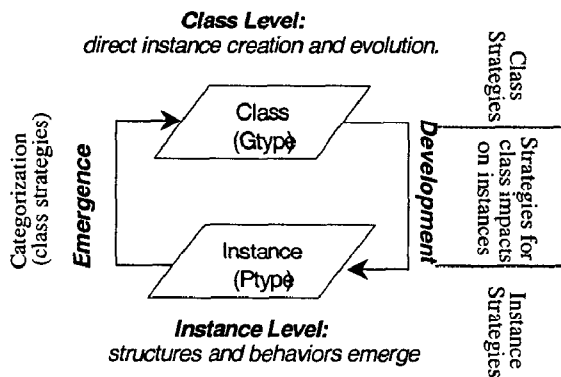 Class Level:
direct instance creation and evolution.
Class
(Gtype)
Categorization
(class strategies)
Emergence
Development
Class
Strategies
Strategies for
class impacts
on instances
Instance
Strategies
Instance
(Ptype)
Instance Level:
structures and behaviors emerge